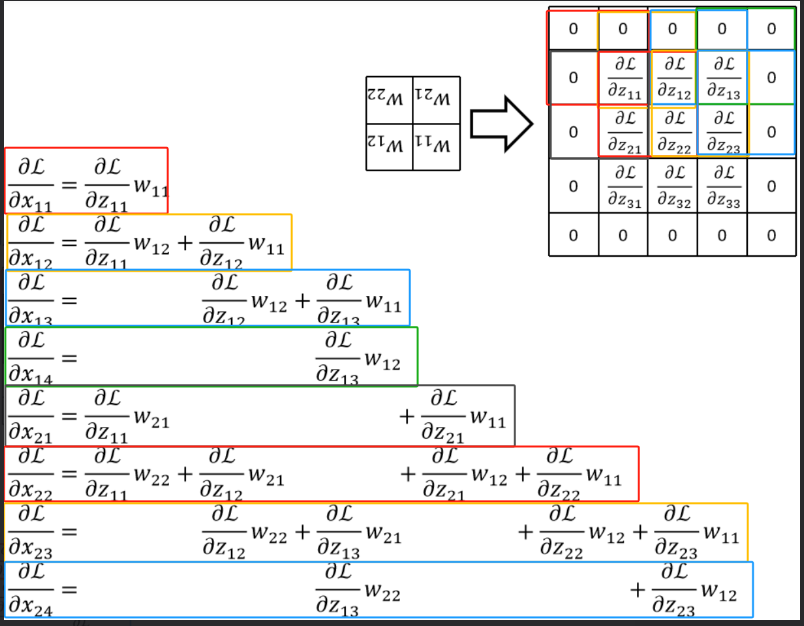 w₂₂ w₂₁
w₁₂ w₁₁
0 0 0 0 0
0 ∂ℒ/∂z₁₁ ∂ℒ/∂z₁₂ ∂ℒ/∂z₁₃ 0
0 ∂ℒ/∂z₂₁ ∂ℒ/∂z₂₂ ∂ℒ/∂z₂₃ 0
0 ∂ℒ/∂z₃₁ ∂ℒ/∂z₃₂ ∂ℒ/∂z₃₃ 0
0 0 0 0 0
∂ℒ/∂x₁₁ = ∂ℒ/∂z₁₁ w₁₁
∂ℒ/∂x₁₂ = ∂ℒ/∂z₁₁ w₁₂ + ∂ℒ/∂z₁₂ w₁₁
∂ℒ/∂x₁₃ = ∂ℒ/∂z₁₂ w₁₂ + ∂ℒ/∂z₁₃ w₁₁
∂ℒ/∂x₁₄ = ∂ℒ/∂z₁₃ w₁₂
∂ℒ/∂x₂₁ = ∂ℒ/∂z₁₁ w₂₁ + ∂ℒ/∂z₂₁ w₁₁
∂ℒ/∂x₂₂ = ∂ℒ/∂z₁₁ w₂₂ + ∂ℒ/∂z₁₂ w₂₁ + ∂ℒ/∂z₂₁ w₁₂ + ∂ℒ/∂z₂₂ w₁₁
∂ℒ/∂x₂₃ = ∂ℒ/∂z₁₂ w₂₂ + ∂ℒ/∂z₁₃ w₂₁ + ∂ℒ/∂z₂₂ w₁₂ + ∂ℒ/∂z₂₃ w₁₁
∂ℒ/∂x₂₄ = ∂ℒ/∂z₁₃ w₂₂ + ∂ℒ/∂z₂₃ w₁₂